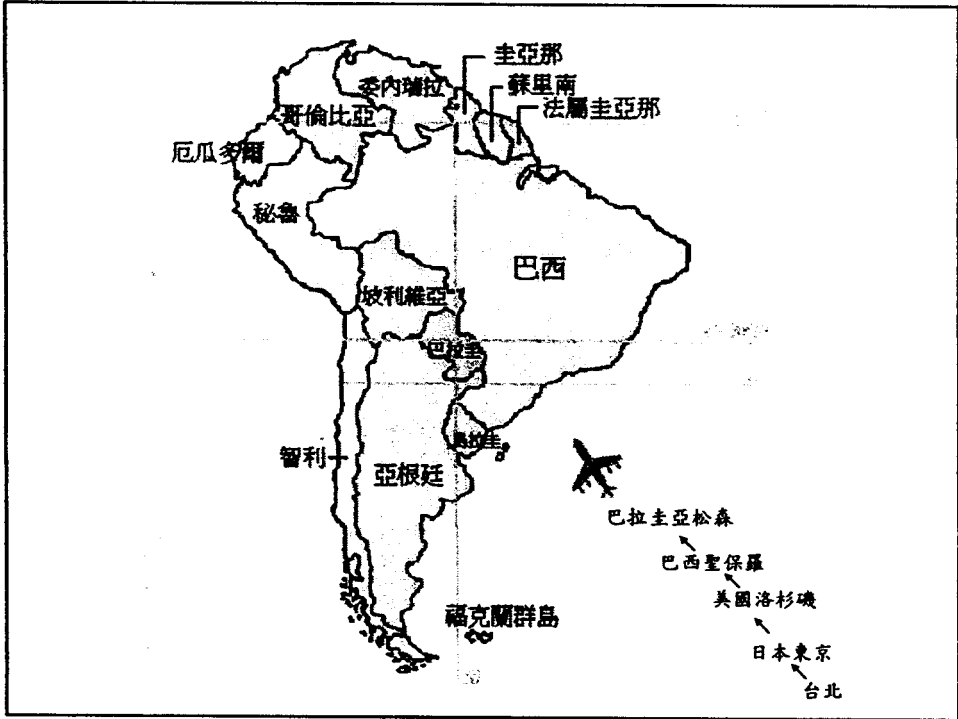 圭亞那
委內瑞拉
蘇里南
哥倫比亞
法屬圭亞那
厄瓜多爾
秘魯
巴西
坡利維亞
巴拉圭
烏拉圭
智利
亞根廷
巴拉圭亞松森
巴西聖保羅
美國洛杉磯
福克蘭群島
日本東京
台北